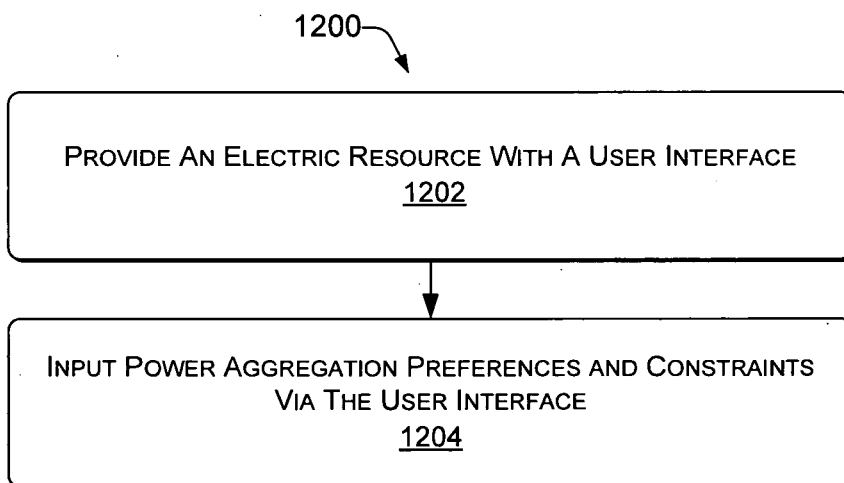 1200
PROVIDE AN ELECTRIC RESOURCE WITH A USER INTERFACE
1202
INPUT POWER AGGREGATION PREFERENCES AND CONSTRAINTS
VIA THE USER INTERFACE
1204